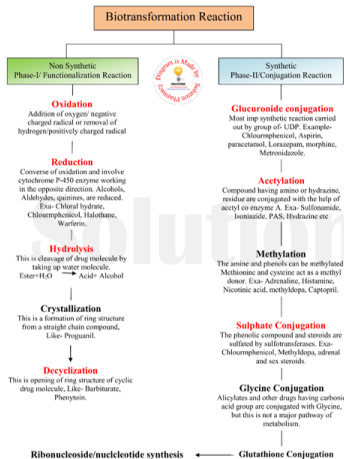 Biotransformation Reaction
Non Synthetic
Phase-I/ Functionalization Reaction
Oxidation
Addition of oxygen/ negative
charged radical or removal of
hydrogen/positively charged radical
Reduction
Converse of oxidation and involve
cytochrome P-450 enzyme working
in the opposite direction. Alcohols,
Aldehydes, quinines, are reduced.
Exa- Chloral hydrate,
Chlourmphenicol, Halothane,
Warferin.
Hydrolysis
This is cleavage of drug molecule by
taking up water molecule.
Ester+H₂O → Acid+ Alcohol
Crystallization
This is a formation of ring structure
from a straight chain compound,
Like- Proguanil.
Decyclization
This is opening of ring structure of cyclic
drug molecule, Like- Barbiturate,
Phenytoin.
Diagram is Made by
Solution Pharmacy
Synthetic
Phase-II/Conjugation Reaction
Glucuronide conjugation
Most imp synthetic reaction carried
out by group of- UDP. Example-
Chlourmphenicol, Aspirin,
paracetamol, Lorazepam, morphine,
Metronidazole.
Acetylation
Compound having amino or hydrazine,
residue are conjugated with the help of
acetyl co enzyme A. Exa- Sulfonamide,
Isoniazide, PAS, Hydrazine etc
Methylation
The amine and phenols can be methylated.
Methionine and cysteine act as a methyl
donor. Exa- Adrenaline, Histamine,
Nicotinic acid, methyldopa, Captopril.
Sulphate Conjugation
The phenolic compound and steroids are
sulfated by sulfotransferases. Exa-
Chlourmphenicol, Methyldopa, adrenal
and sex steroids.
Glycine Conjugation
Alicylates and other drugs having carbonic
acid group are conjugated with Glycine,
but this is not a major pathway of
metabolism.
Ribonucleoside/nuclcleotide synthesis ← Glutathione Conjugation
Solution